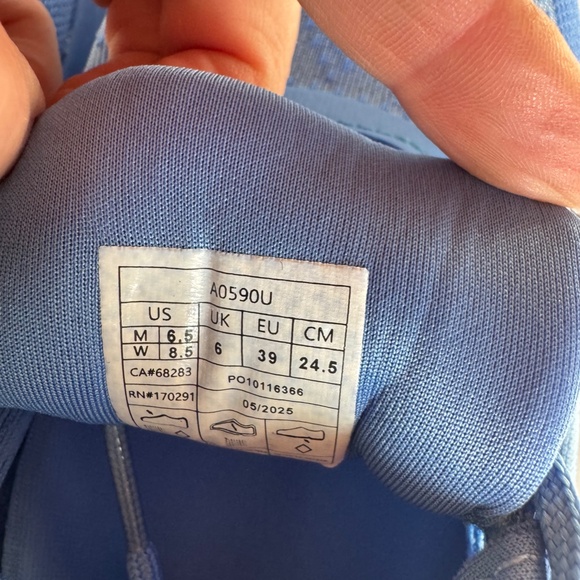 A0590U
US UK EU CM
M 6.5
W 8.5 6 39 24.5
CA#68283 PO10116366
RN#170291 05/2025